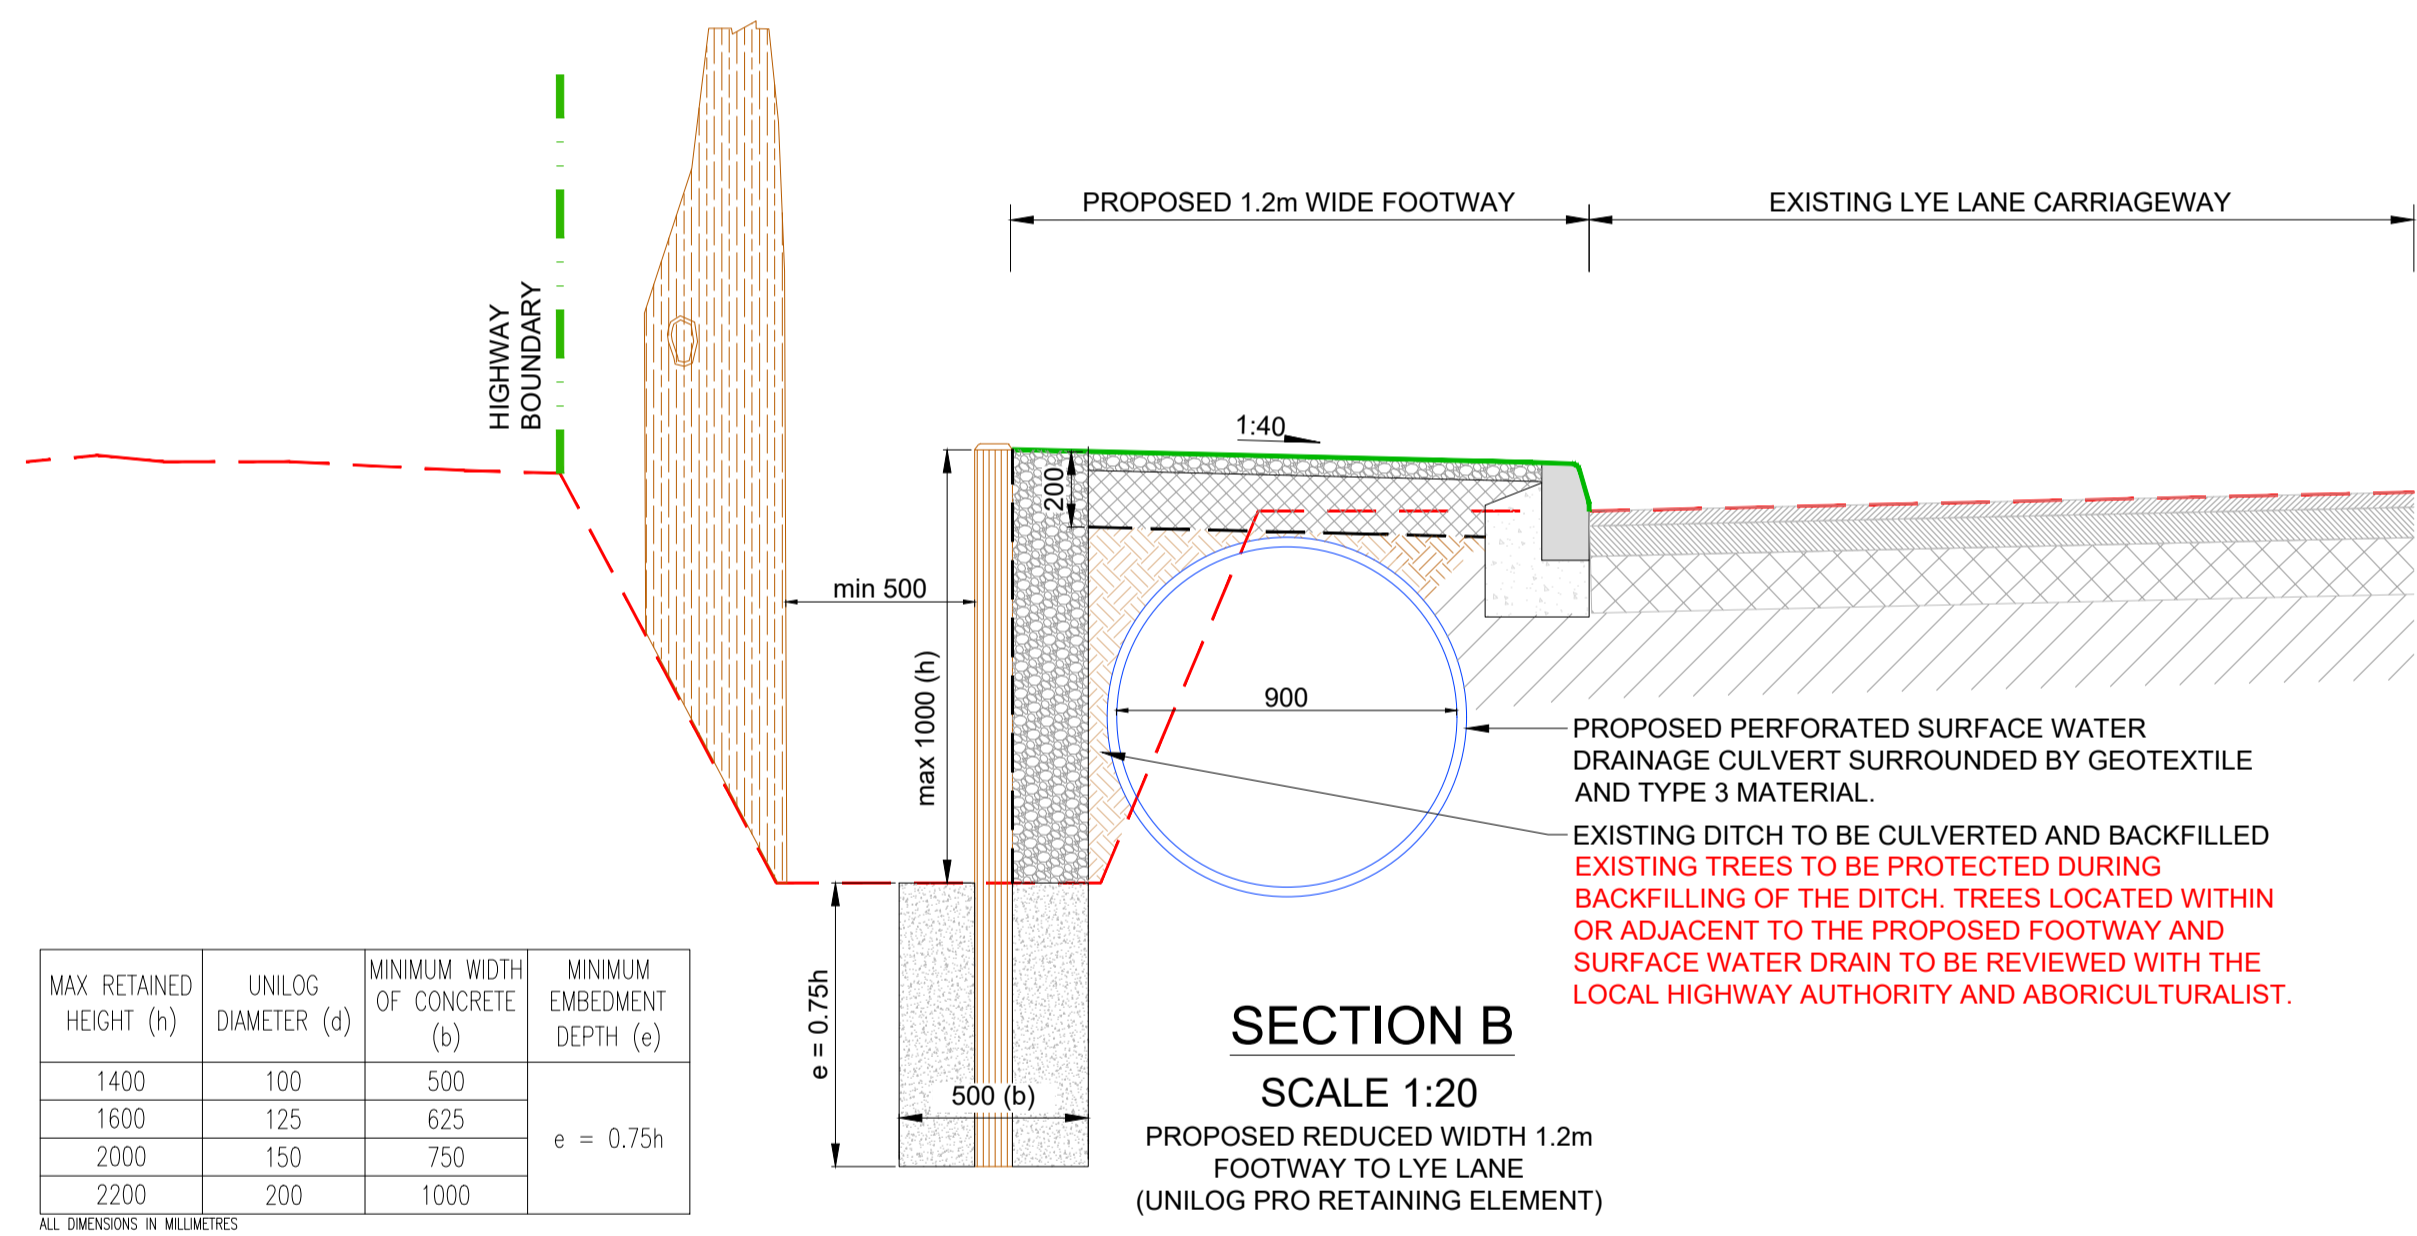 PROPOSED 1.2m WIDE FOOTWAY
EXISTING LYE LANE CARRIAGEWAY
HIGHWAY
BOUNDARY
1:40
200
min 500
max 1000 (h)
900
PROPOSED PERFORATED SURFACE WATER
DRAINAGE CULVERT SURROUNDED BY GEOTEXTILE
AND TYPE 3 MATERIAL.
EXISTING DITCH TO BE CULVERTED AND BACKFILLED
EXISTING TREES TO BE PROTECTED DURING
BACKFILLING OF THE DITCH. TREES LOCATED WITHIN
OR ADJACENT TO THE PROPOSED FOOTWAY AND
SURFACE WATER DRAIN TO BE REVIEWED WITH THE
LOCAL HIGHWAY AUTHORITY AND ABORICULTURALIST.
e = 0.75h
500 (b)
SECTION B
SCALE 1:20
PROPOSED REDUCED WIDTH 1.2m
FOOTWAY TO LYE LANE
(UNILOG PRO RETAINING ELEMENT)
MAX RETAINED
HEIGHT (h)
UNILOG
DIAMETER (d)
MINIMUM WIDTH
OF CONCRETE
(b)
MINIMUM
EMBEDMENT
DEPTH (e)
1400 100 500
1600 125 625
2000 150 750
2200 200 1000
e = 0.75h
ALL DIMENSIONS IN MILLIMETRES